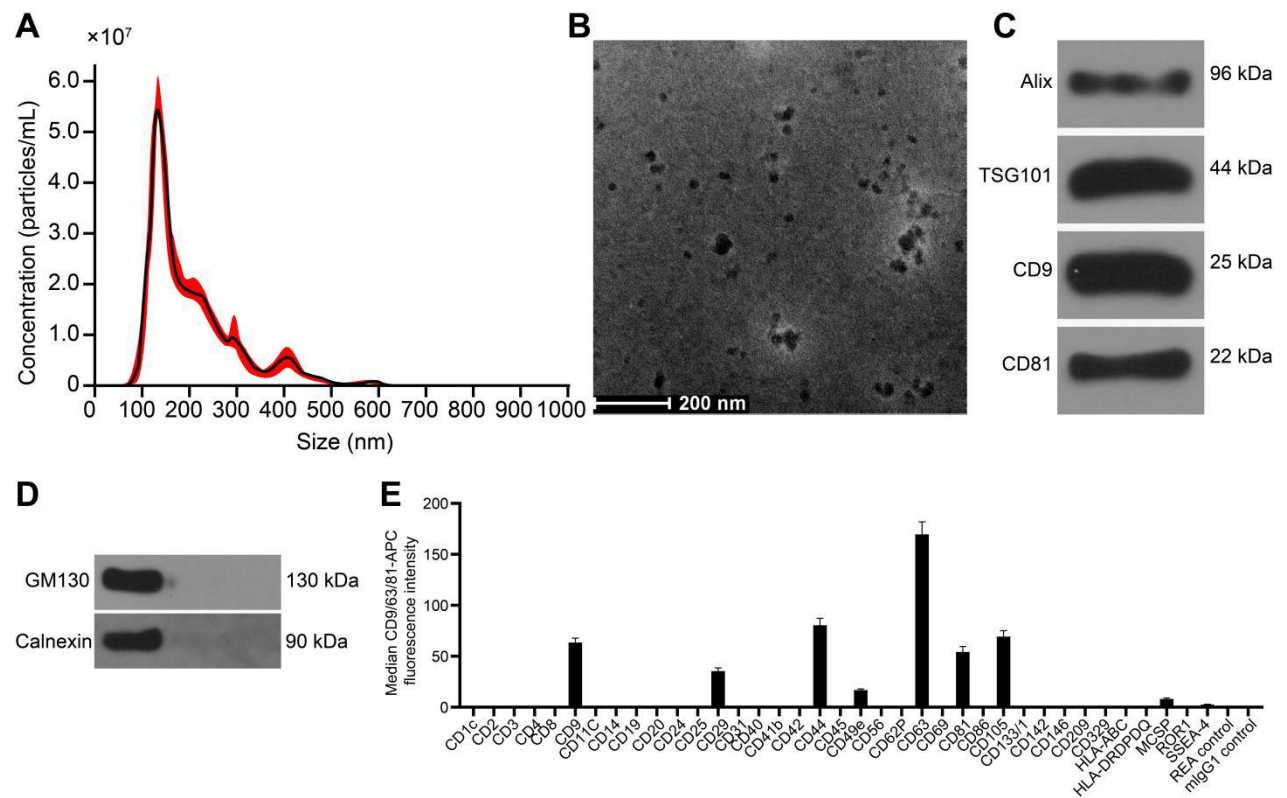 A
×10⁷
Concentration (particles/mL)
6.0
5.0
4.0
3.0
2.0
1.0
0
0 100 200 300 400 500 600 700 800 900 1000
Size (nm)
B
200 nm
C
Alix 96 kDa
TSG101 44 kDa
CD9 25 kDa
CD81 22 kDa
D
GM130 130 kDa
Calnexin 90 kDa
E
Median CD9/63/81-APC
fluorescence intensity
200
150
100
50
0
CD1c
CD2
CD3
CD4
CD8
CD9
CD11C
CD14
CD19
CD20
CD24
CD25
CD29
CD31
CD40
CD41b
CD42
CD44
CD45
CD49e
CD56
CD62P
CD63
CD69
CD81
CD86
CD105
CD133/1
CD142
CD146
CD209
CD329
HLA-ABC
HLA-DRDPDQ
MCSP
ROR1
SSEA-4
REA control
mIgG1 control